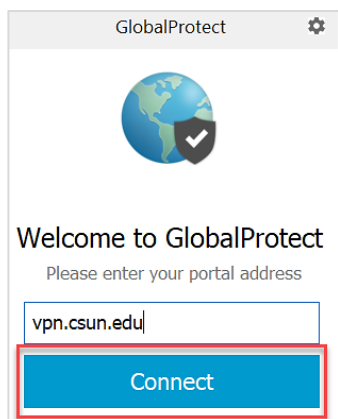 GlobalProtect
Welcome to GlobalProtect
Please enter your portal address
vpn.csun.edu
Connect